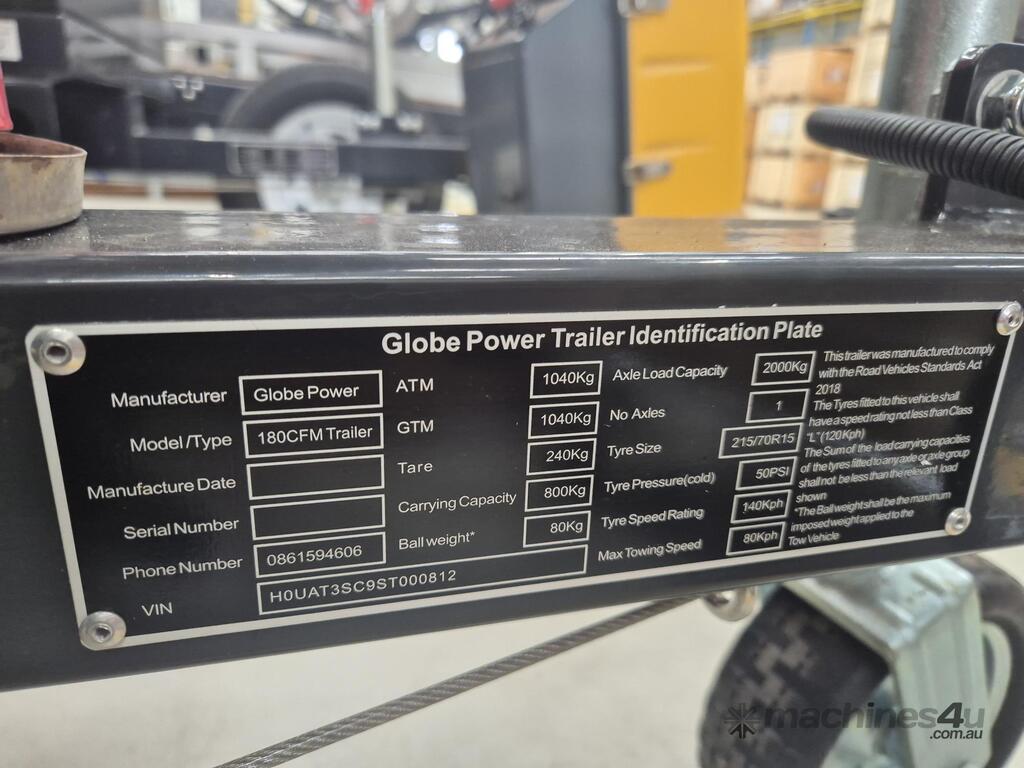 Globe Power Trailer Identification Plate
Manufacturer Globe Power
Model/Type 180CFM Trailer
Manufacture Date
Serial Number
Phone Number 0861594606
VIN H0UAT3SC9ST000812
ATM 1040Kg
GTM 1040Kg
Tare 240Kg
Carrying Capacity 800Kg
Ball weight* 80Kg
Axle Load Capacity 2000Kg
No Axles 1
Tyre Size 215/70R15
Tyre Pressure(cold) 50PSI
Tyre Speed Rating 140Kph
Max Towing Speed 80Kph
This trailer was manufactured to comply
with the Road Vehicles Standards Act
2018
The Tyres fitted to this vehicle shall
have a speed rating not less than Class
"L" (120Kph)
The Sum of the load carrying capacities
of the tyres fitted to any axle or axle group
shall not be less than the relevant load
shown
*The Ball weight shall be the maximum
imposed weight applied to the
Tow Vehicle
machines4u
.com.au